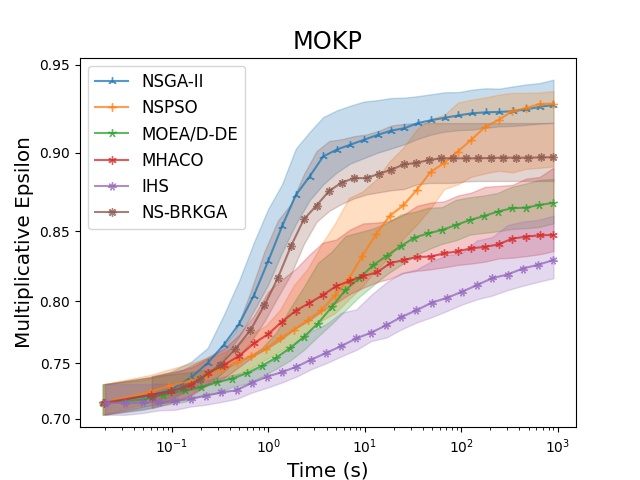 MOKP
0.95
0.90
0.85
0.80
0.75
0.70
Multiplicative Epsilon
NSGA-II
NSPSO
MOEA/D-DE
MHACO
IHS
NS-BRKGA
10⁻¹
10⁰
10¹
10²
10³
Time (s)